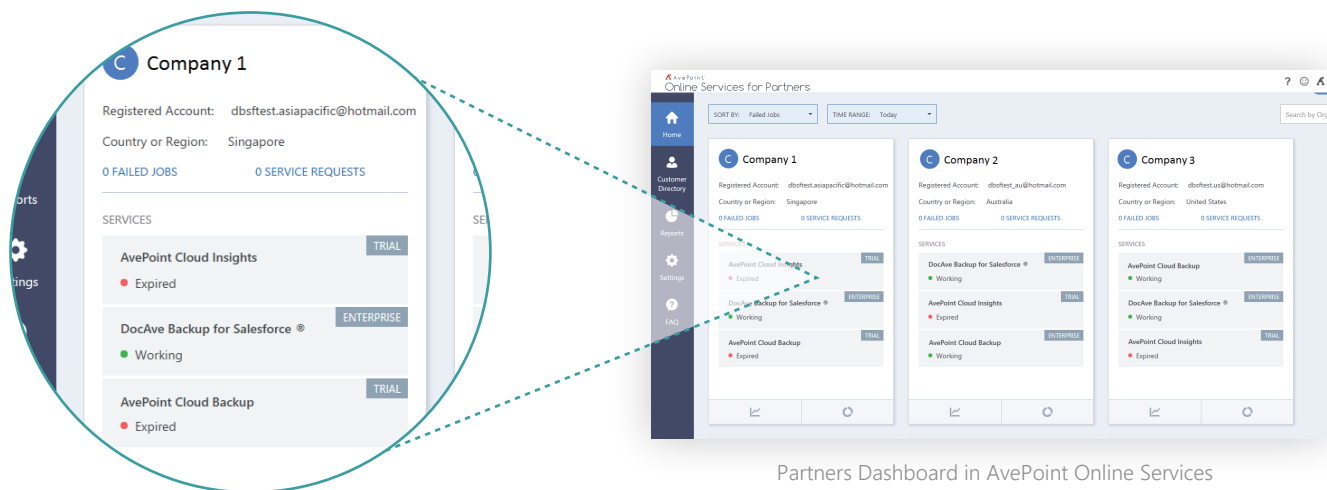 C Company 1
Registered Account: dbsftest.asiapacific@hotmail.com
Country or Region: Singapore
0 FAILED JOBS 0 SERVICE REQUESTS
orts
SERVICES
SE
TRIAL
AvePoint Cloud Insights
Expired
ings
ENTERPRISE
DocAve Backup for Salesforce ®
Working
TRIAL
AvePoint Cloud Backup
Expired
AvePoint
Online Services for Partners
?
SORT BY: Failed Jobs TIME RANGE: Today
Search by Org
Home
Customer
Directory
Reports
Settings
?
FAQ
C Company 1
Registered Account: dbsftest.asiapacific@hotmail.com
Country or Region: Singapore
0 FAILED JOBS 0 SERVICE REQUESTS
SERVICES
TRIAL
AvePoint Cloud Insights
Expired
ENTERPRISE
DocAve Backup for Salesforce ®
Working
TRIAL
AvePoint Cloud Backup
Expired
C Company 2
Registered Account: dbsftest_au@hotmail.com
Country or Region: Australia
0 FAILED JOBS 0 SERVICE REQUESTS
SERVICES
ENTERPRISE
DocAve Backup for Salesforce ®
Working
TRIAL
AvePoint Cloud Insights
Expired
ENTERPRISE
AvePoint Cloud Backup
Working
C Company 3
Registered Account: dbsftest.us@hotmail.com
Country or Region: United States
0 FAILED JOBS 0 SERVICE REQUESTS
SERVICES
ENTERPRISE
AvePoint Cloud Backup
Working
ENTERPRISE
DocAve Backup for Salesforce ®
Working
TRIAL
AvePoint Cloud Insights
Expired
Partners Dashboard in AvePoint Online Services